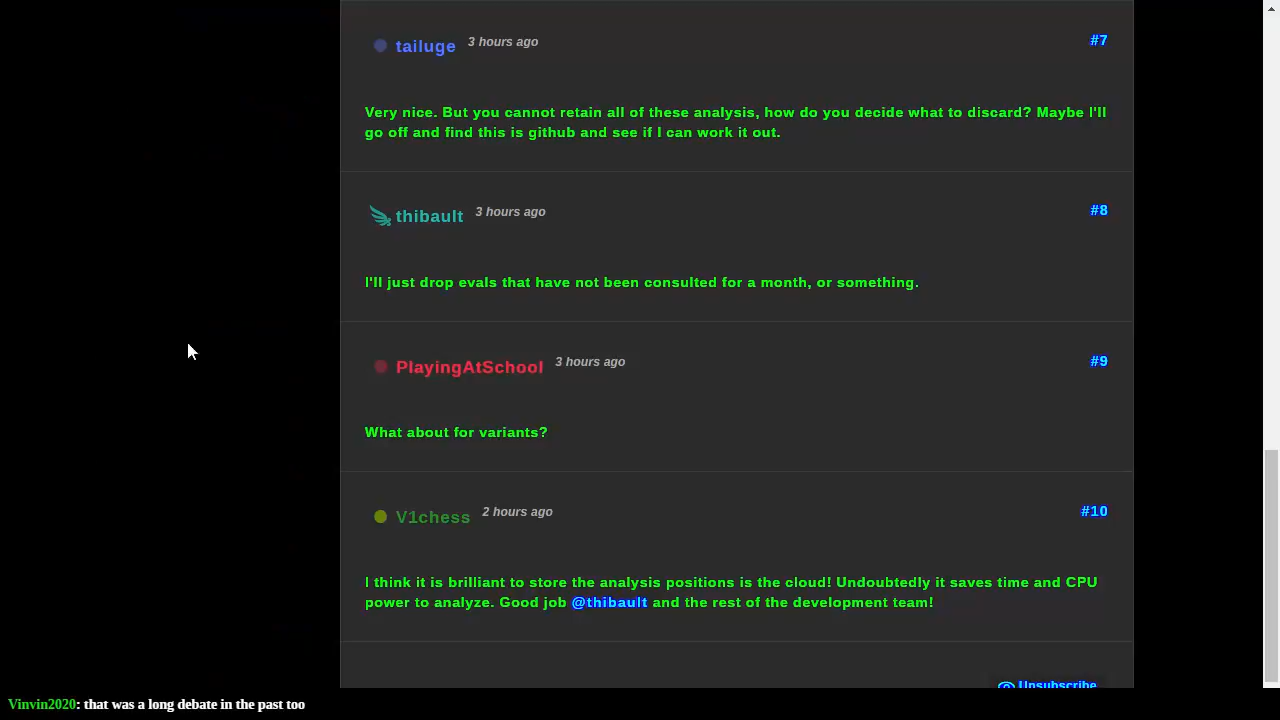 tailuge 3 hours ago #7
Very nice. But you cannot retain all of these analysis, how do you decide what to discard? Maybe I'll
go off and find this is github and see if I can work it out.
thibault 3 hours ago #8
I'll just drop evals that have not been consulted for a month, or something.
PlayingAtSchool 3 hours ago #9
What about for variants?
V1chess 2 hours ago #10
I think it is brilliant to store the analysis positions is the cloud! Undoubtedly it saves time and CPU
power to analyze. Good job @thibault and the rest of the development team!
Unsubscribe
Vinvin2020: that was a long debate in the past too